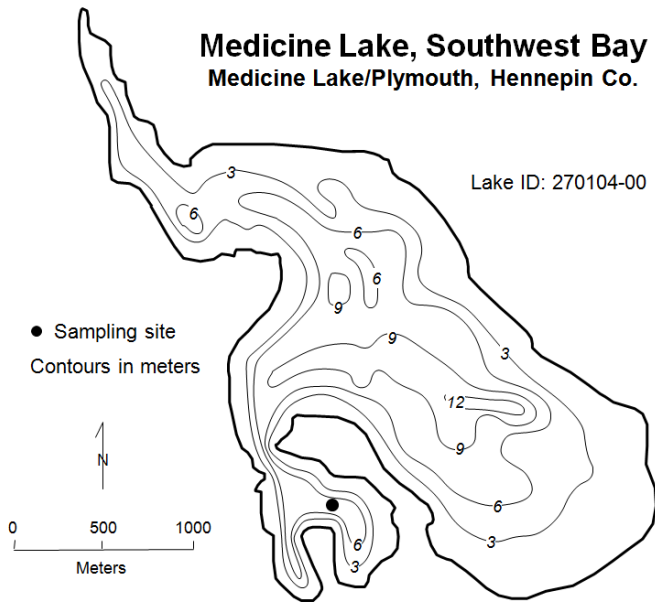 Medicine Lake, Southwest Bay
Medicine Lake/Plymouth, Hennepin Co.
Lake ID: 270104-00
3
6
6
6
9
9
3
12
9
6
3
6
3
● Sampling site
Contours in meters
N
0 500 1000
Meters